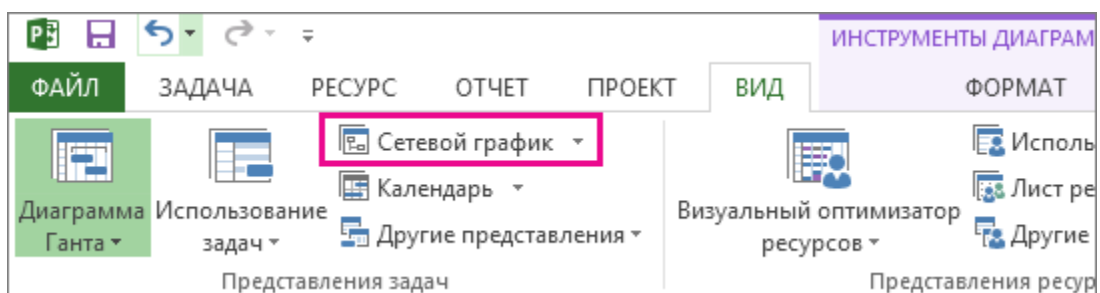 ИНСТРУМЕНТЫ ДИАГРАМ
ФАЙЛ ЗАДАЧА РЕСУРС ОТЧЕТ ПРОЕКТ ВИД ФОРМАТ
Диаграмма
Ганта
Использование
задач
Сетевой график
Календарь
Другие представления
Представления задач
Визуальный оптимизатор
ресурсов
Исполь
Лист ре
Другие
Представления ресур